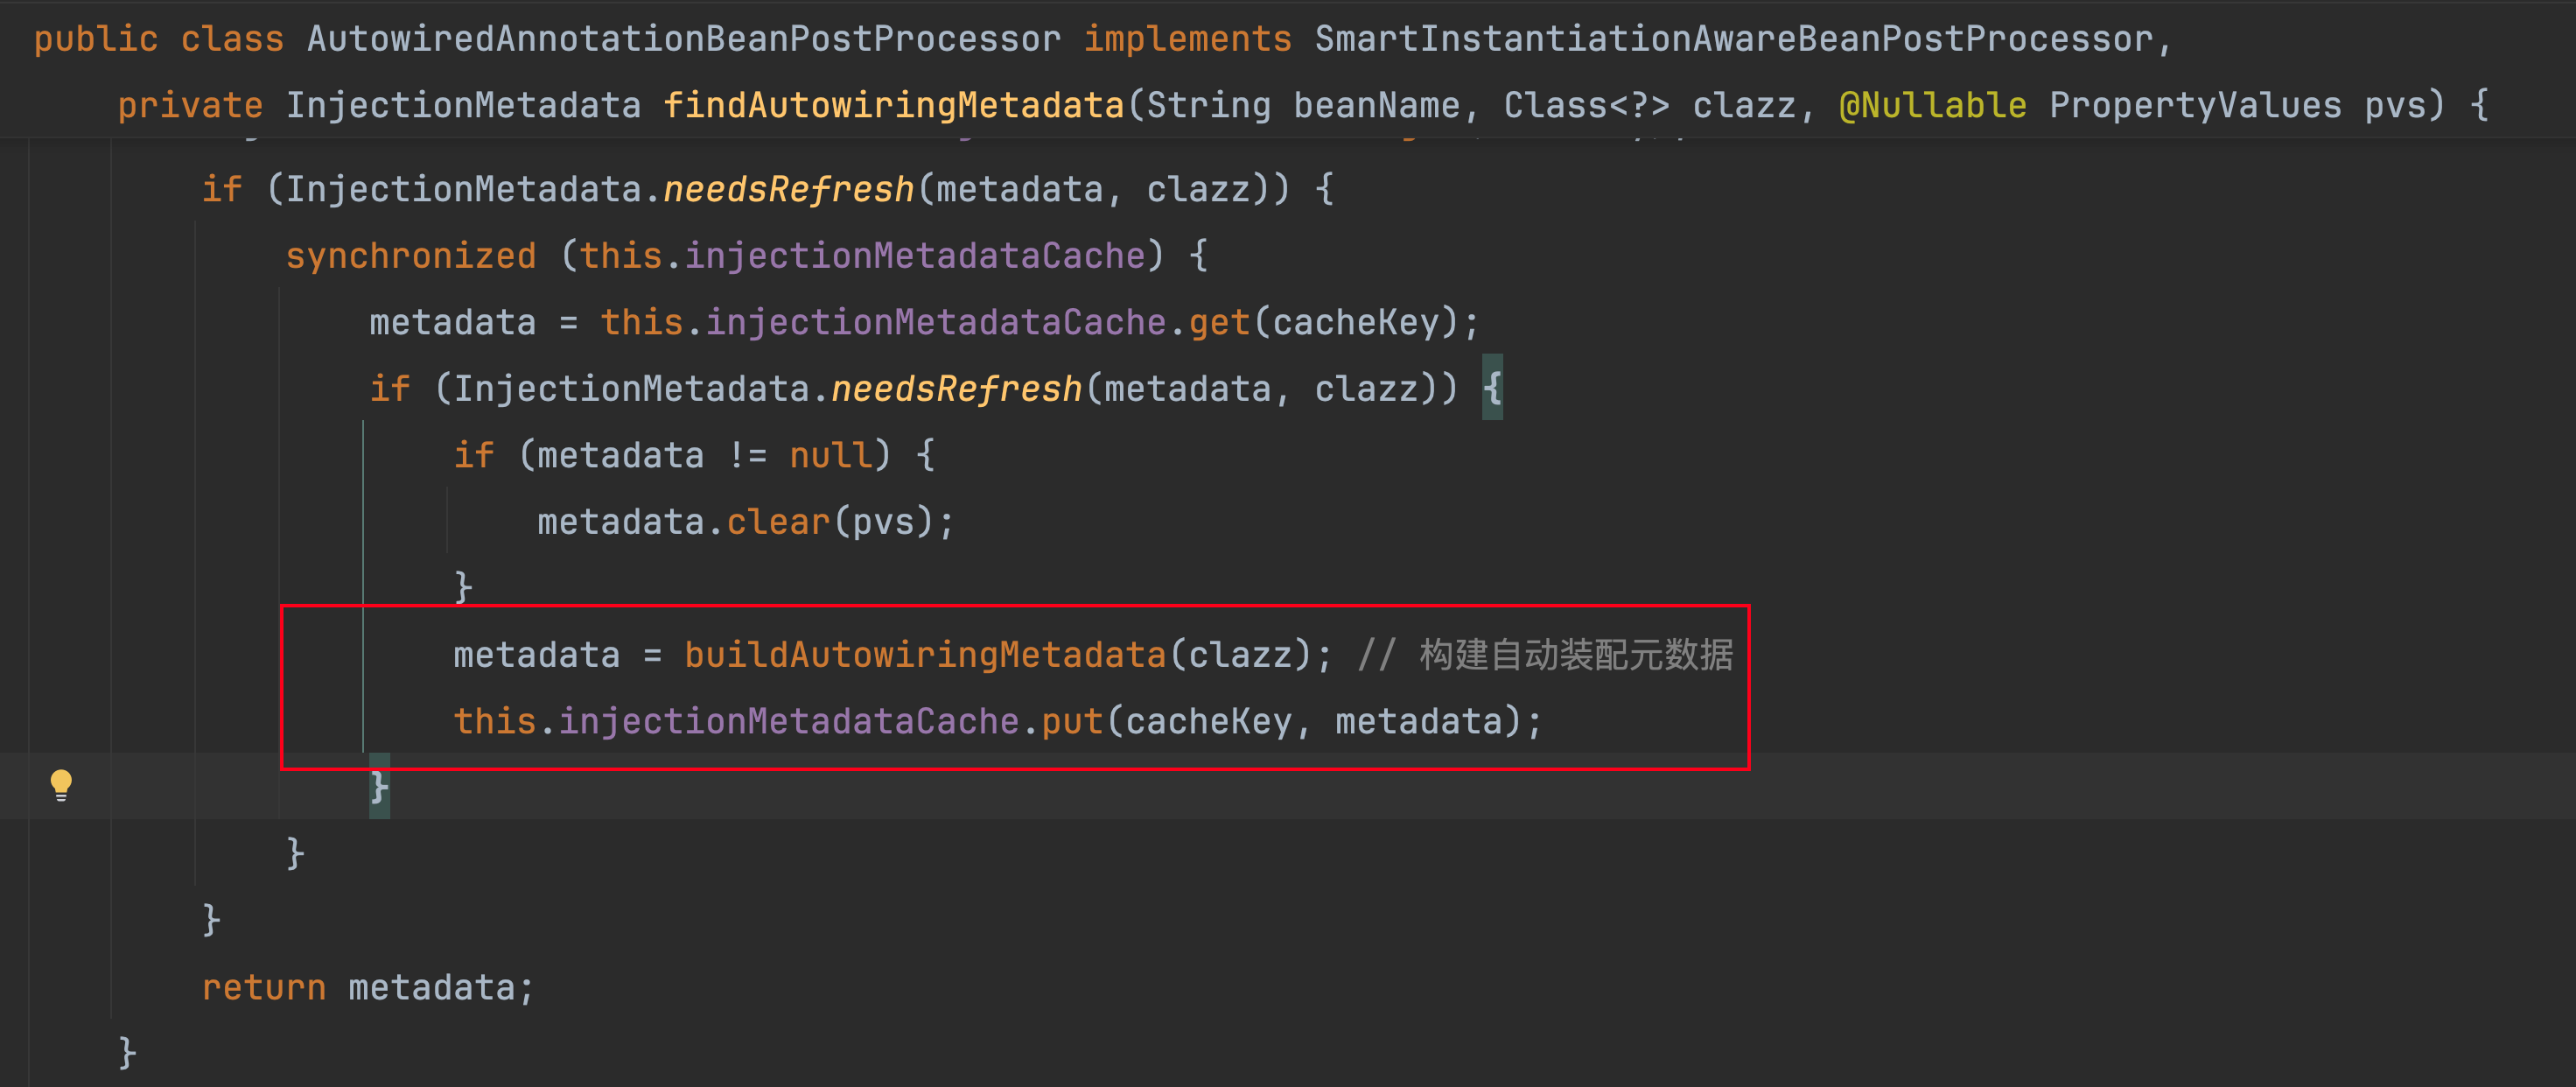 public class AutowiredAnnotationBeanPostProcessor implements SmartInstantiationAwareBeanPostProcessor,
private InjectionMetadata findAutowiringMetadata(String beanName, Class<?> clazz, @Nullable PropertyValues pvs) {
if (InjectionMetadata.needsRefresh(metadata, clazz)) {
synchronized (this.injectionMetadataCache) {
metadata = this.injectionMetadataCache.get(cacheKey);
if (InjectionMetadata.needsRefresh(metadata, clazz)) {
if (metadata != null) {
metadata.clear(pvs);
}
metadata = buildAutowiringMetadata(clazz); // 构建自动装配元数据
this.injectionMetadataCache.put(cacheKey, metadata);
}
}
}
return metadata;
}